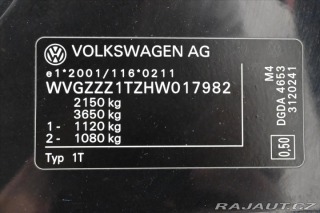 VOLKSWAGEN AG
e1*2001/116*0211
WVGZZZ1TZHW017982
2150 kg
3650 kg
1- 1120 kg
2- 1080 kg
Typ 1T
M4
DGDA 4653
3120241
0,50
RAJAUT.CZ